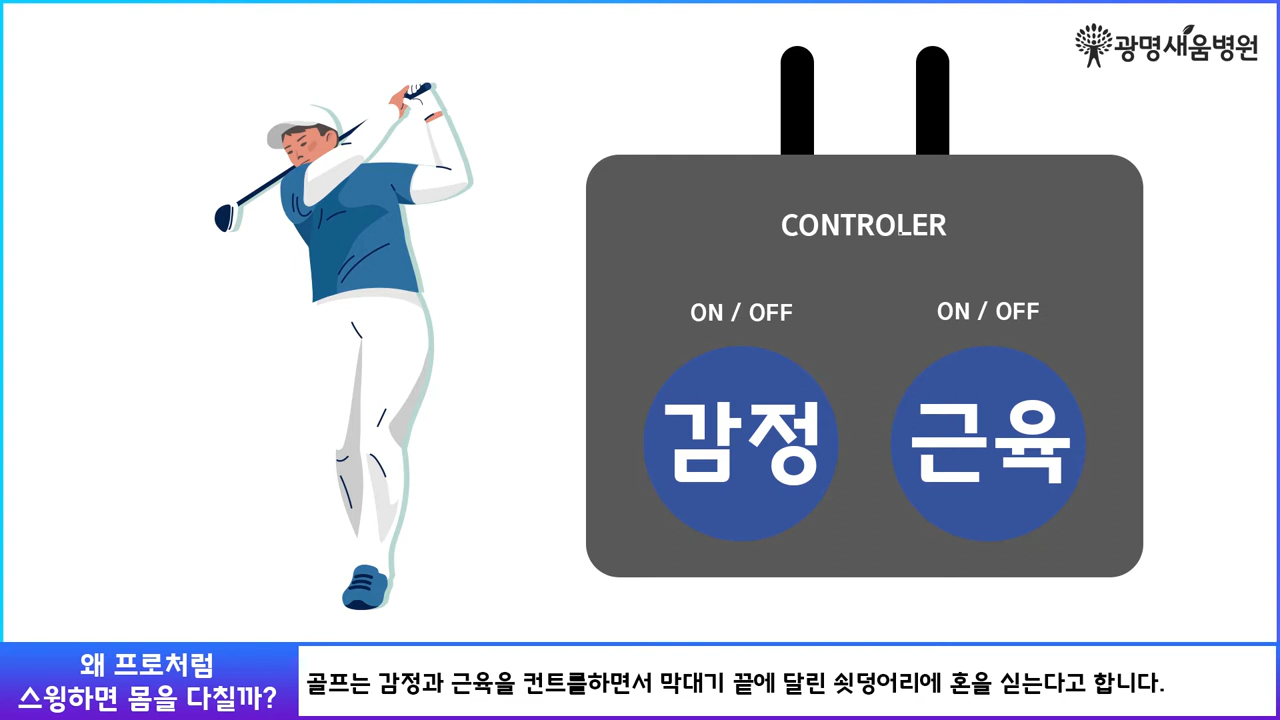 광명새움병원
CONTROLER
ON / OFF
ON / OFF
감정
근육
왜 프로처럼
스윙하면 몸을 다칠까?
골프는 감정과 근육을 컨트롤하면서 막대기 끝에 달린 쇳덩어리에 혼을 싣는다고 합니다.